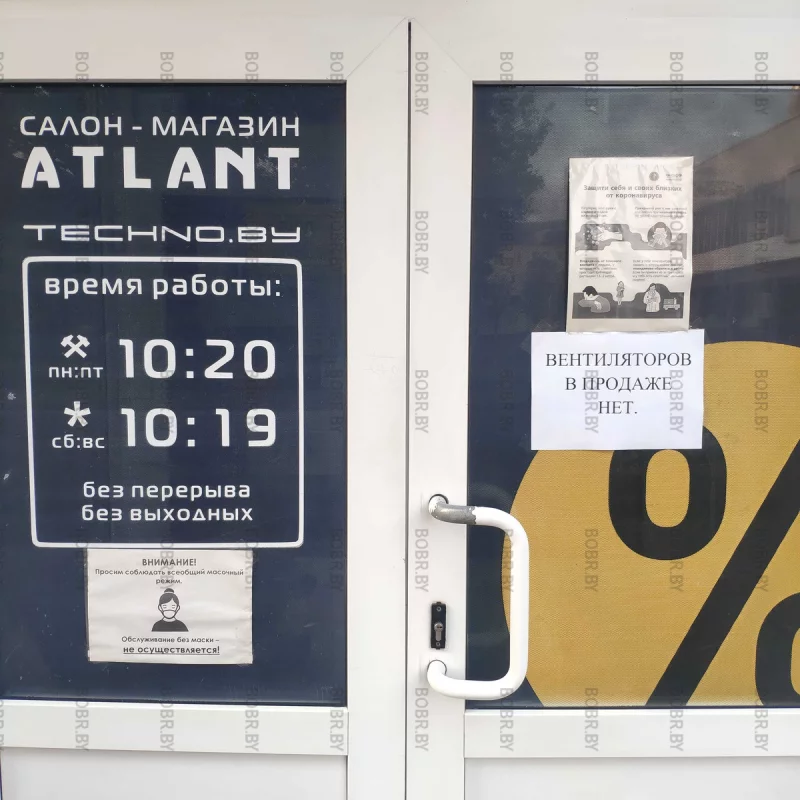 САЛОН - МАГАЗИН
ATLANT
TECHNO.BY
время работы:
пн:пт 10:20
сб:вс 10:19
без перерыва
без выходных
ВНИМАНИЕ!
Просим соблюдать всеобщий масочный
режим.
Обслуживание без маски –
не осуществляется!
Защити себя и своих близких
от коронавируса
ВЕНТИЛЯТОРОВ
В ПРОДАЖЕ
НЕТ.
%
BOBR.BY